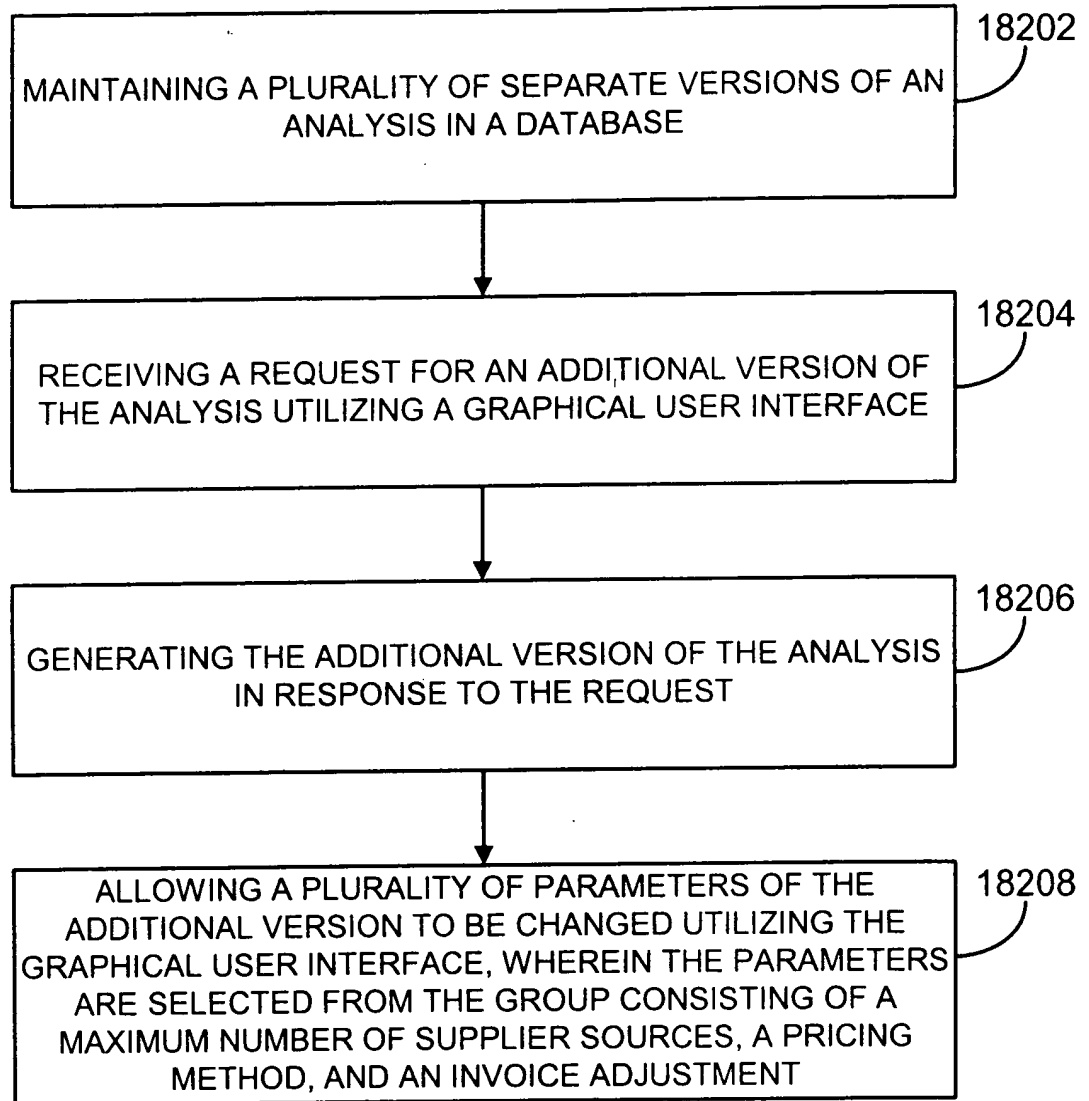 18202
MAINTAINING A PLURALITY OF SEPARATE VERSIONS OF AN
ANALYSIS IN A DATABASE
18204
RECEIVING A REQUEST FOR AN ADDITIONAL VERSION OF
THE ANALYSIS UTILIZING A GRAPHICAL USER INTERFACE
18206
GENERATING THE ADDITIONAL VERSION OF THE ANALYSIS
IN RESPONSE TO THE REQUEST
18208
ALLOWING A PLURALITY OF PARAMETERS OF THE
ADDITIONAL VERSION TO BE CHANGED UTILIZING THE
GRAPHICAL USER INTERFACE, WHEREIN THE PARAMETERS
ARE SELECTED FROM THE GROUP CONSISTING OF A
MAXIMUM NUMBER OF SUPPLIER SOURCES, A PRICING
METHOD, AND AN INVOICE ADJUSTMENT